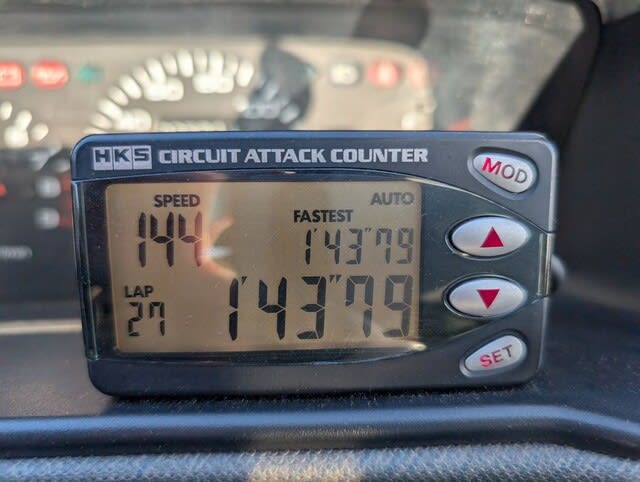 HKS CIRCUIT ATTACK COUNTER
MOD
SPEED
AUTO
144
FASTEST
1'43"79
LAP
27
1'43"79
SET